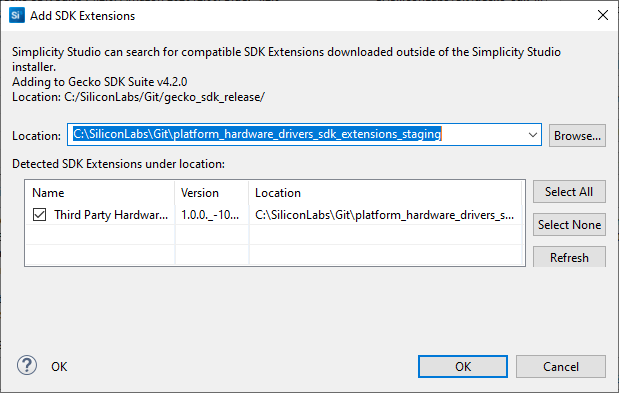 Si Add SDK Extensions
Simplicity Studio can search for compatible SDK Extensions downloaded outside of the Simplicity Studio
installer.
Adding to Gecko SDK Suite v4.2.0
Location: C:/SiliconLabs/Git/gecko_sdk_release/
Location: C:\SiliconLabs\Git\platform_hardware_drivers_sdk_extensions_staging Browse...
Detected SDK Extensions under location:
Name Version Location Select All
Third Party Hardwar... 1.0.0._-10... C:\SiliconLabs\Git\platform_hardware_drivers_s...
Select None
Refresh
? OK OK Cancel